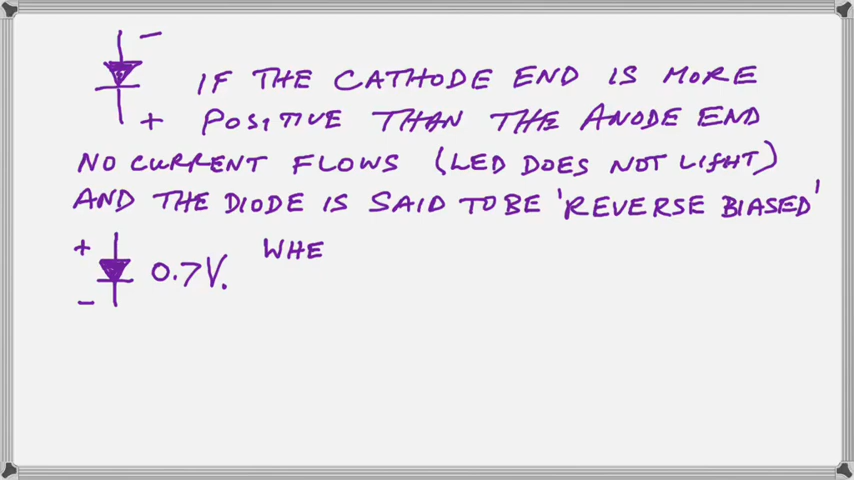 −
IF THE CATHODE END IS MORE
+ POSITIVE THAN THE ANODE END
NO CURRENT FLOWS (LED DOES NOT LIGHT)
AND THE DIODE IS SAID TO BE 'REVERSE BIASED'
+ WHE
0.7V.
−